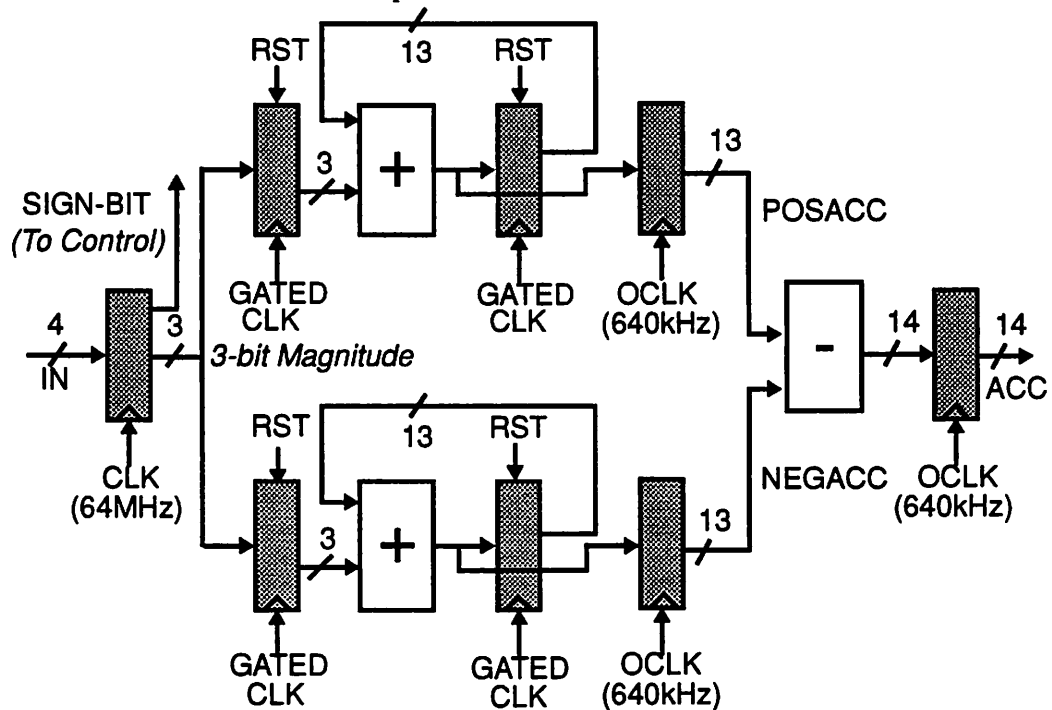 13
RST
RST
3
+
13
SIGN-BIT
(To Control)
POSACC
GATED
CLK
GATED
CLK
OCLK
(640kHz)
4
IN
3
3-bit Magnitude
-
14
14
ACC
13
RST
RST
CLK
(64MHz)
3
+
NEGACC
13
OCLK
(640kHz)
GATED
CLK
GATED
CLK
OCLK
(640kHz)